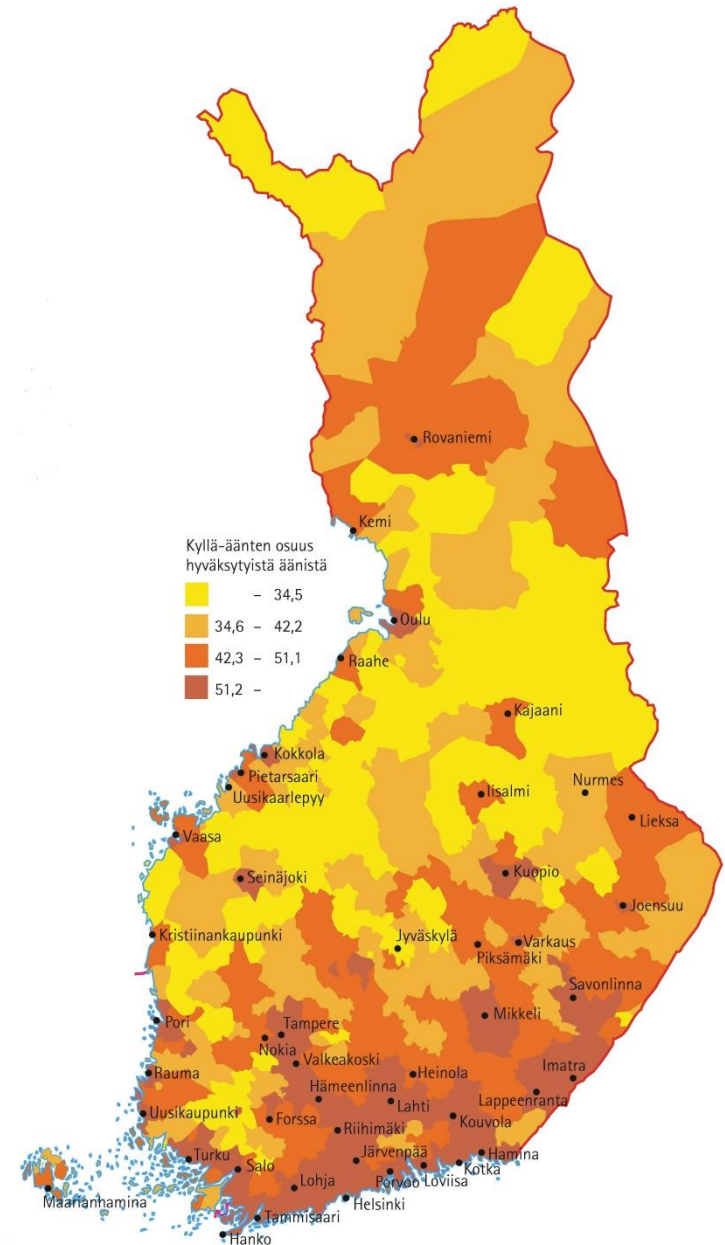 Rovaniemi
Kemi
Kyllä-äänten osuus
hyväksytyistä äänistä
– 34,5
34,6 – 42,2
42,3 – 51,1
51,2 –
Oulu
Raahe
Kajaani
Kokkola
Pietarsaari
Uusikaarlepyy
Iisalmi
Nurmes
Lieksa
Vaasa
Seinäjoki
Kuopio
Joensuu
Kristiinankaupunki
Jyväskylä
Varkaus
Piksämäki
Savonlinna
Pori
Tampere
Mikkeli
Nokia
Valkeakoski
Rauma
Heinola
Imatra
Hämeenlinna
Lappeenranta
Uusikaupunki
Forssa
Lahti
Kouvola
Riihimäki
Turku
Järvenpää
Hamina
Salo
Kotka
Porvoo
Loviisa
Lohja
Maarianhamina
Helsinki
Tammisaari
Hanko